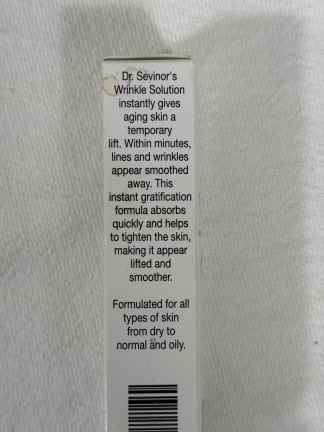 Dr. Sevinor's
Wrinkle Solution
instantly gives
aging skin a
temporary
lift. Within minutes,
lines and wrinkles
appear smoothed
away. This
instant gratification
formula absorbs
quickly and helps
to tighten the skin,
making it appear
lifted and
smoother.
Formulated for all
types of skin
from dry to
normal and oily.